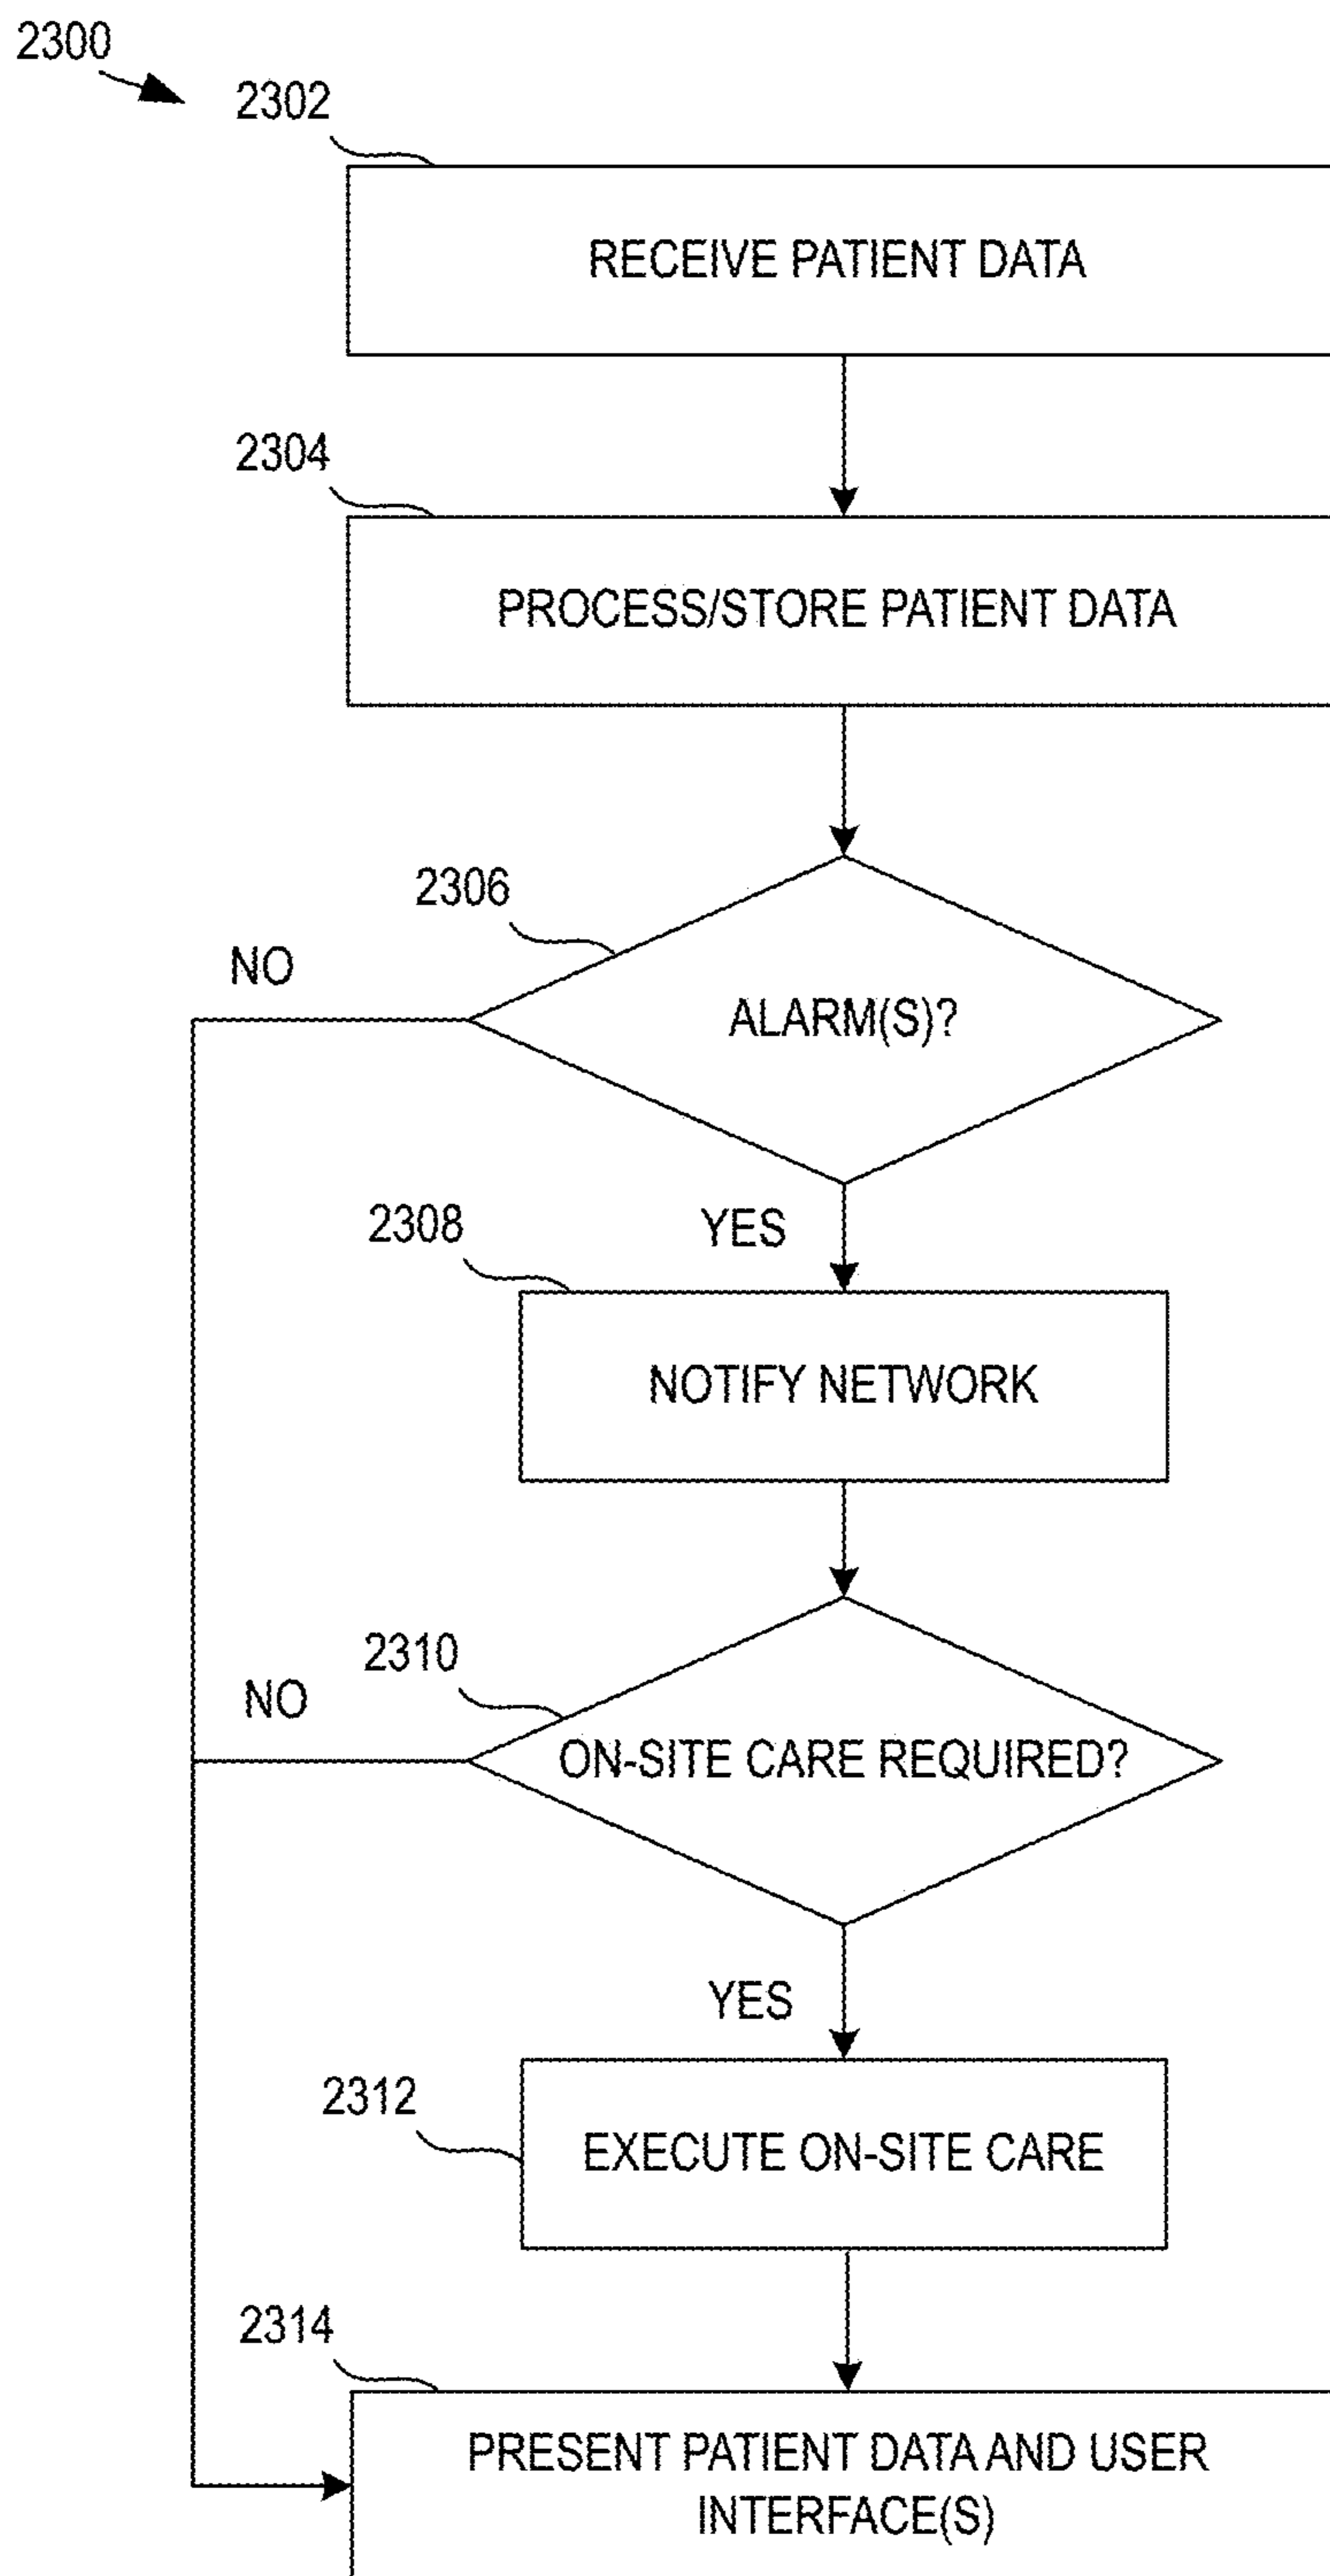 2300
2302
RECEIVE PATIENT DATA
2304
PROCESS/STORE PATIENT DATA
2306
NO
ALARM(S)?
2308
YES
NOTIFY NETWORK
2310
NO
ON-SITE CARE REQUIRED?
YES
2312
EXECUTE ON-SITE CARE
2314
PRESENT PATIENT DATA AND USER
INTERFACE(S)